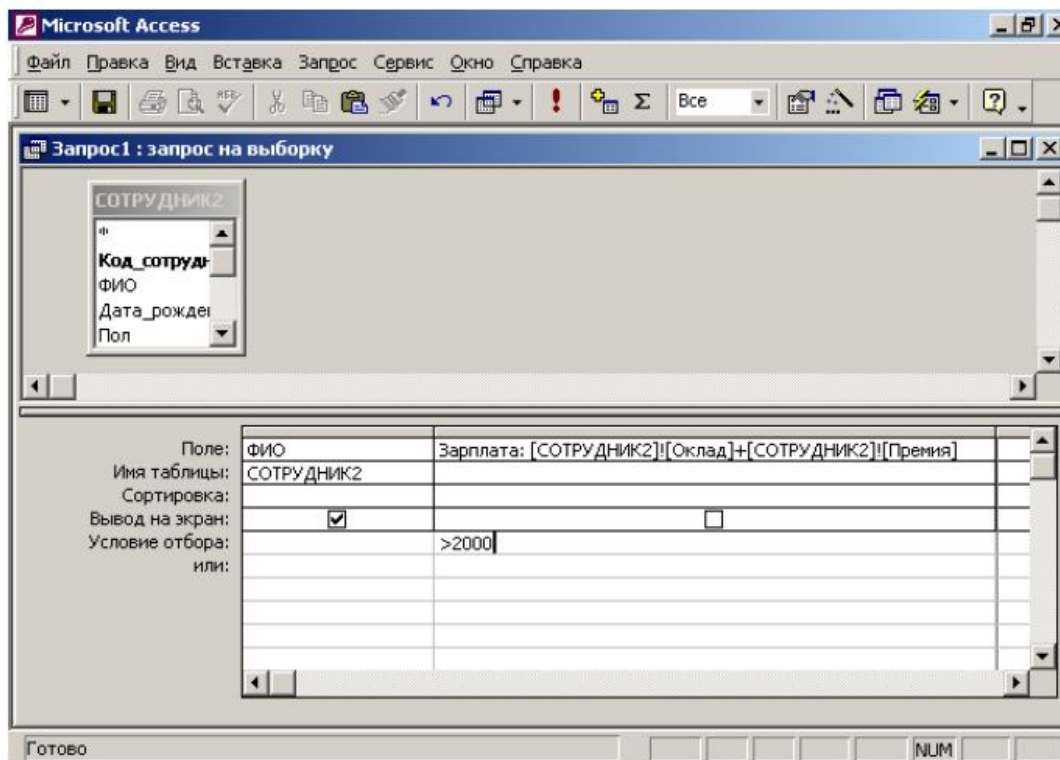 Microsoft Access
Файл Правка Вид Вставка Запрос Сервис Окно Справка
Все
Запрос1 : запрос на выборку
СОТРУДНИК2
*
Код_сотрудн
ФИО
Дата_рожден
Пол
Поле: ФИО Зарплата: [СОТРУДНИК2]![Оклад]+[СОТРУДНИК2]![Премия]
Имя таблицы: СОТРУДНИК2
Сортировка:
Вывод на экран:
Условие отбора: >2000
или:
Готово NUM